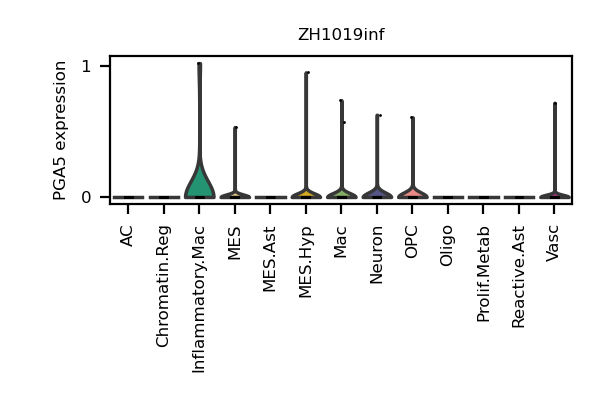 ZH1019inf
PGA5 expression
1
0
AC
Chromatin.Reg
Inflammatory.Mac
MES
MES.Ast
MES.Hyp
Mac
Neuron
OPC
Oligo
Prolif.Metab
Reactive.Ast
Vasc